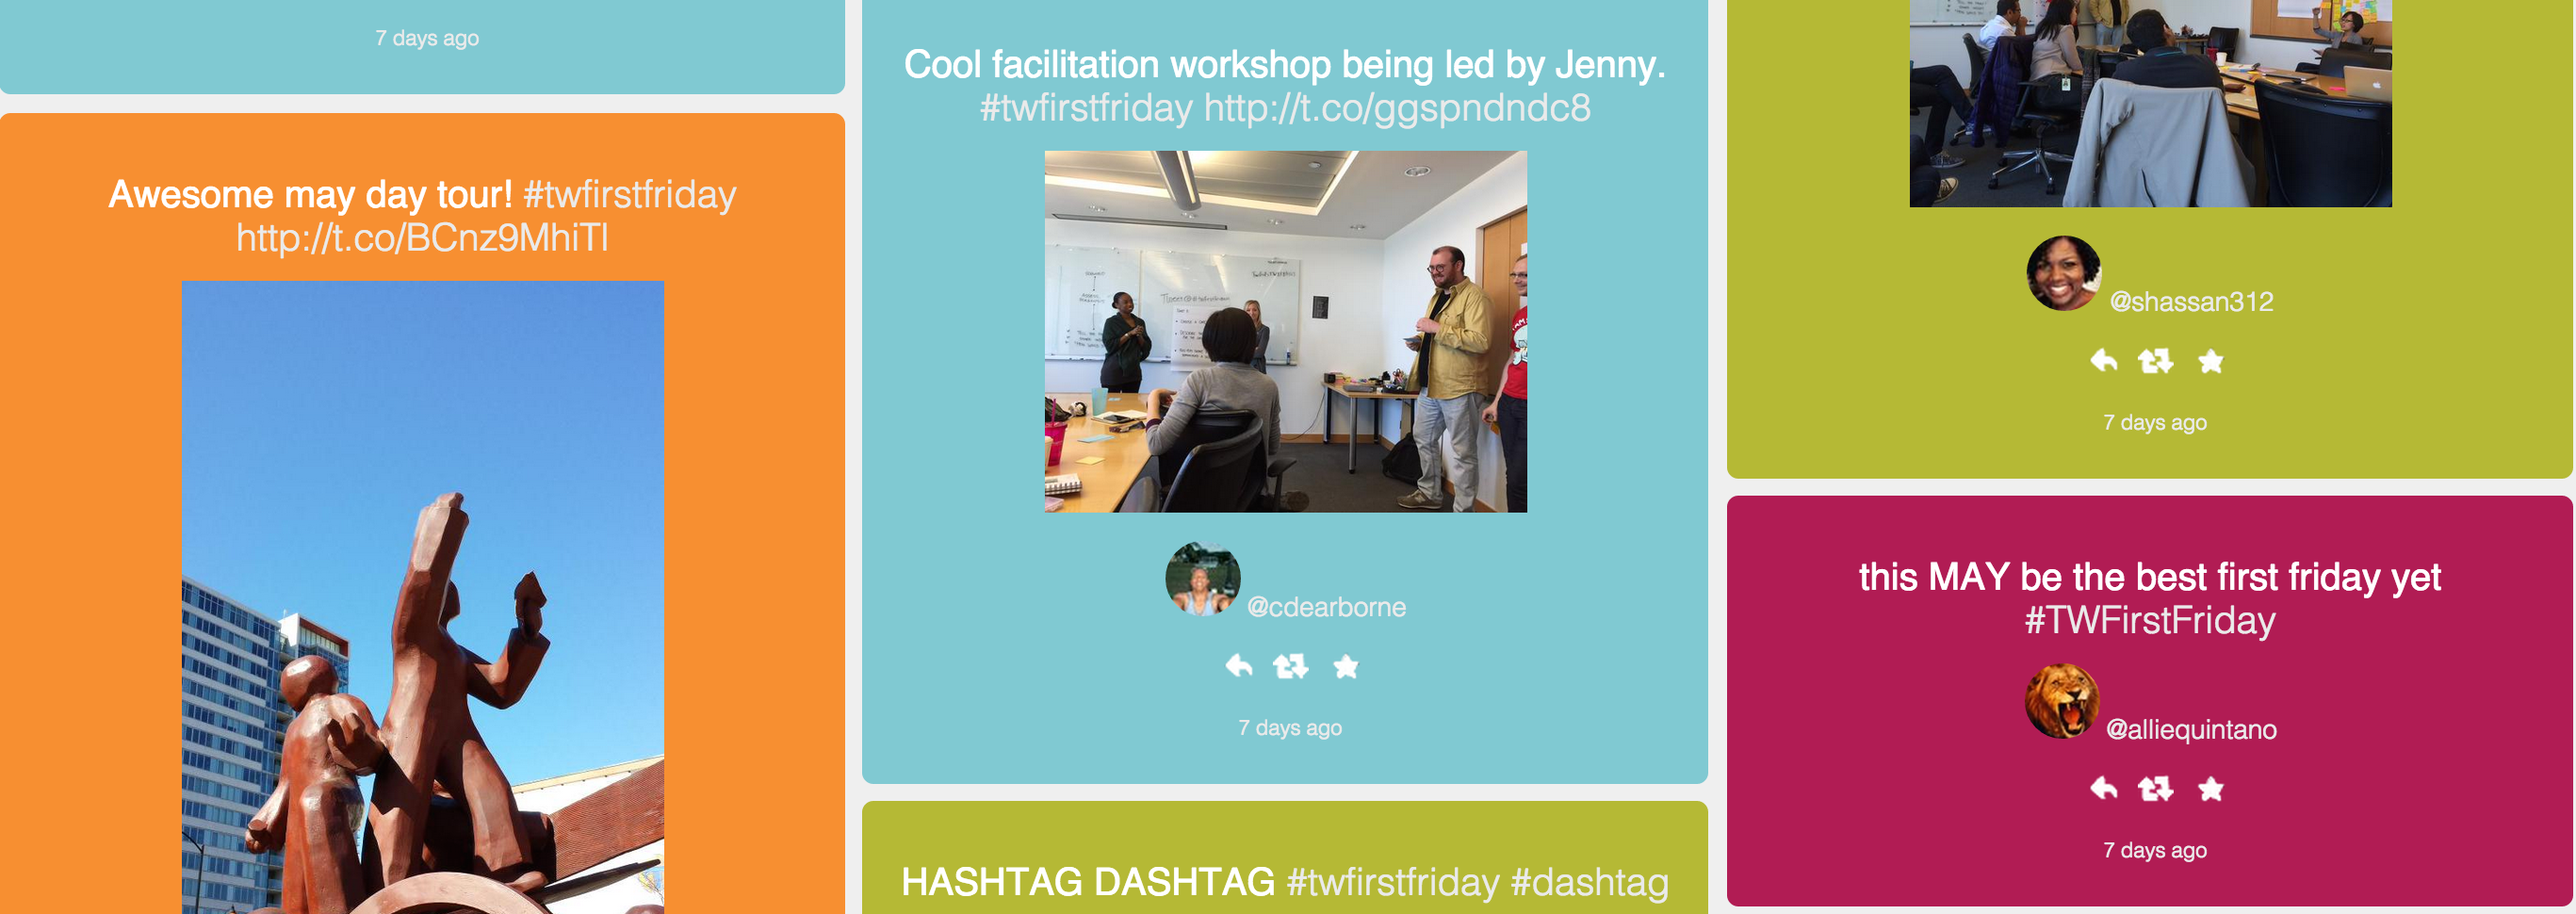 7 days ago
Awesome may day tour! #twfirstfriday
http://t.co/BCnz9MhiTl
Cool facilitation workshop being led by Jenny.
#twfirstfriday http://t.co/ggspndndc8
@cdearborne
7 days ago
HASHTAG DASHTAG #twfirstfriday #dashtag
@shassan312
7 days ago
this MAY be the best first friday yet
#TWFirstFriday
@alliequintano
7 days ago